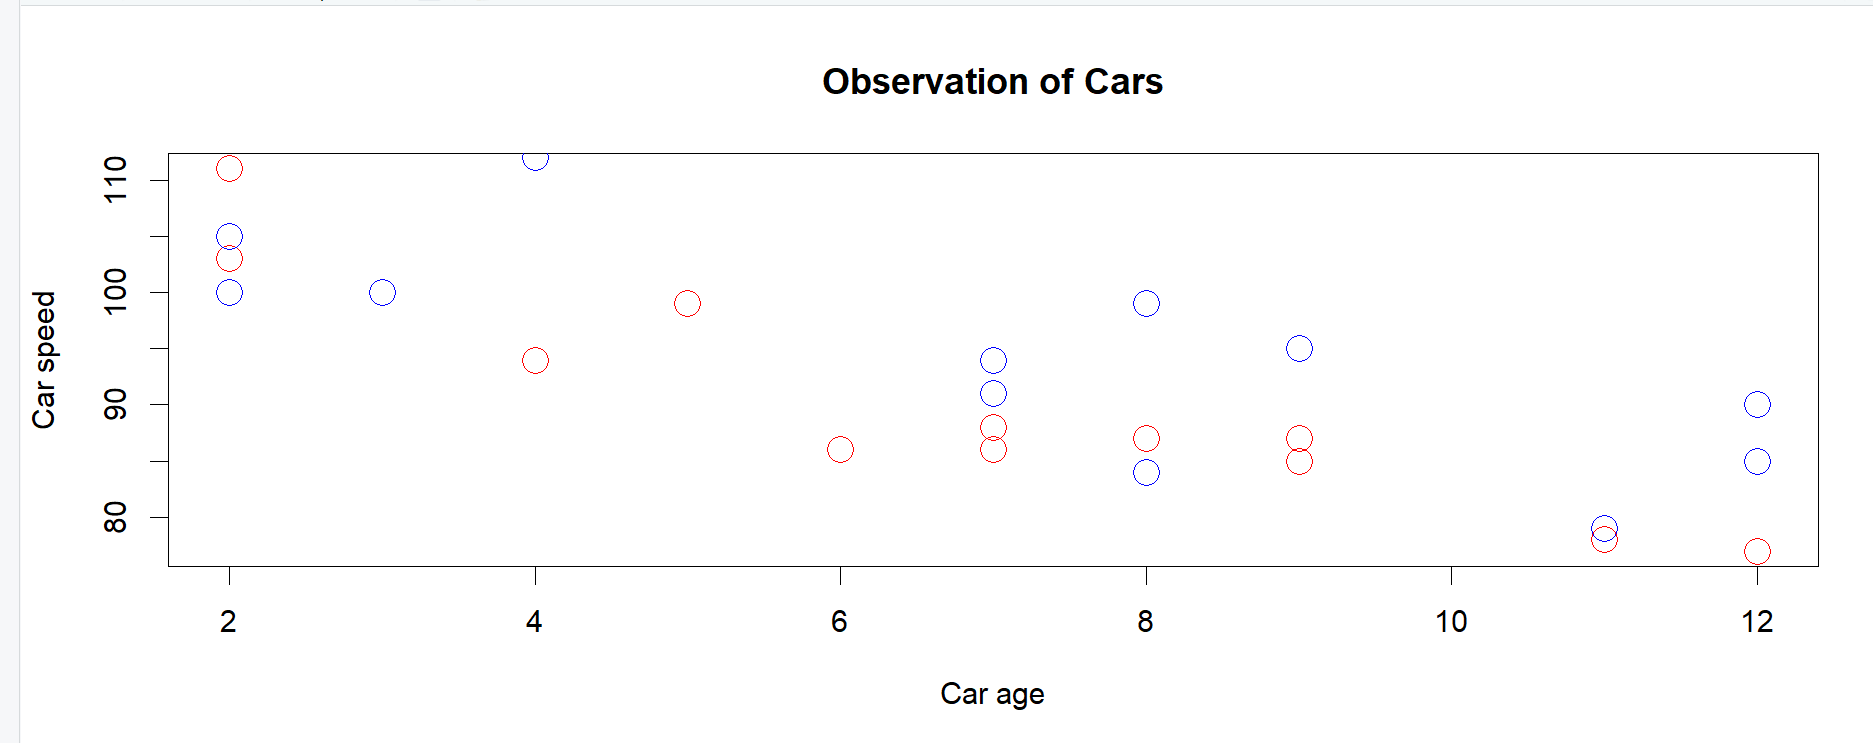 Observation of Cars
110
100
90
80
Car speed
2 4 6 8 10 12
Car age